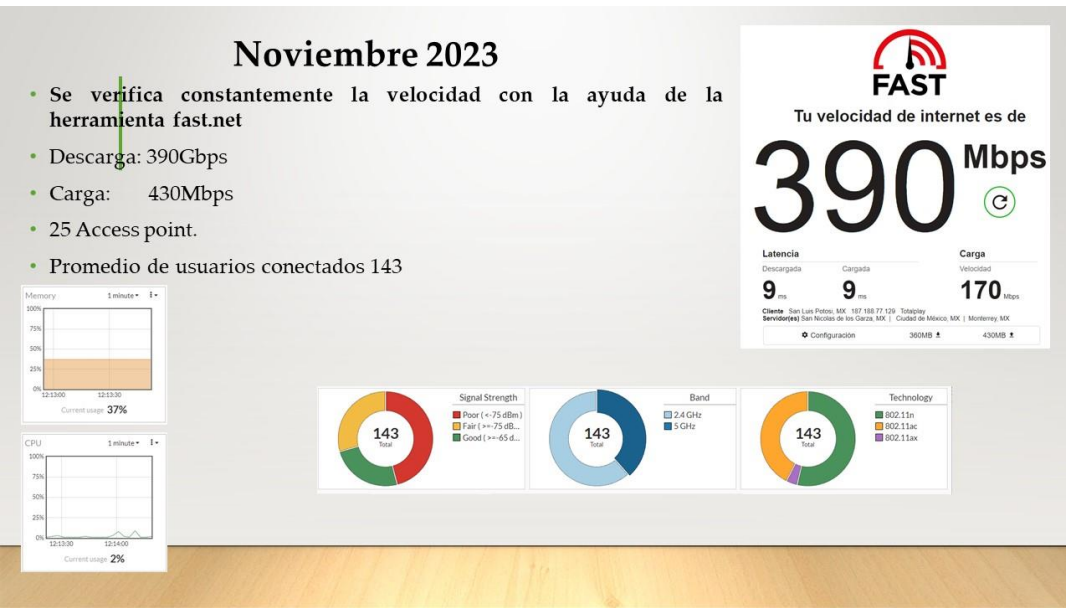 Noviembre 2023
• Se verifica constantemente la velocidad con la ayuda de la
herramienta fast.net
• Descarga: 390Gbps
• Carga: 430Mbps
• 25 Access point.
• Promedio de usuarios conectados 143
FAST
Tu velocidad de internet es de
390 Mbps
Latencia
Carga
Descargada
Cargada
Velocidad
9 ms
9 ms
170 Mbps
Cliente San Luis Potosí, MX 187.188.77.129 Totalplay
Servidor(es) San Nicolas de los Garza, MX | Ciudad de México, MX | Monterrey, MX
Configuración
360MB
430MB
Memory
1 minute
100%
75%
50%
25%
0%
12:13:00
12:13:30
Current usage 37%
CPU
1 minute
100%
75%
50%
25%
0%
12:13:30
12:14:00
Current usage 2%
143
Total
Signal Strength
Poor (<-75 dBm)
Fair (>=-75 dB...
Good (>=-65 d...
143
Total
Band
2.4 GHz
5 GHz
143
Total
Technology
802.11n
802.11ac
802.11ax